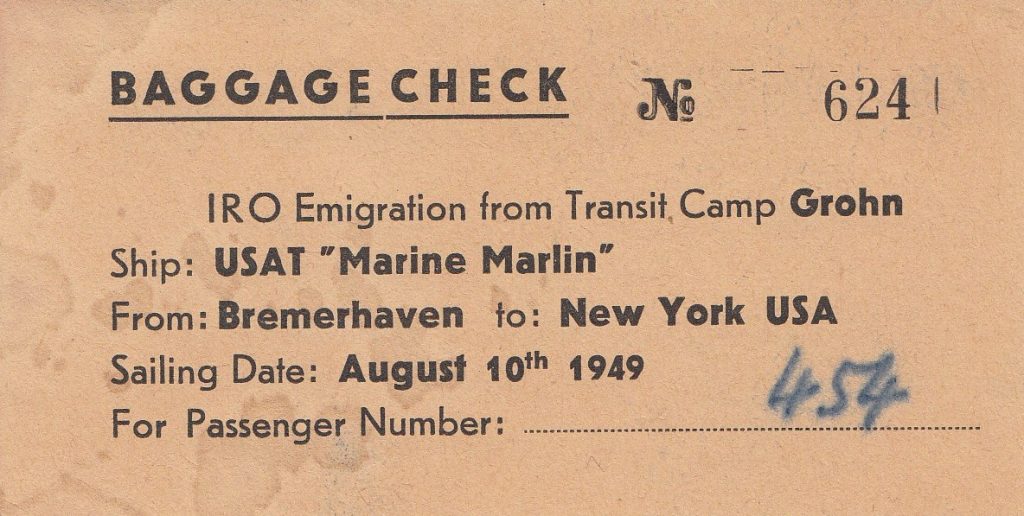 BAGGAGE CHECK № 624
IRO Emigration from Transit Camp Grohn
Ship: USAT "Marine Marlin"
From: Bremerhaven to: New York USA
Sailing Date: August 10th 1949
For Passenger Number: 454